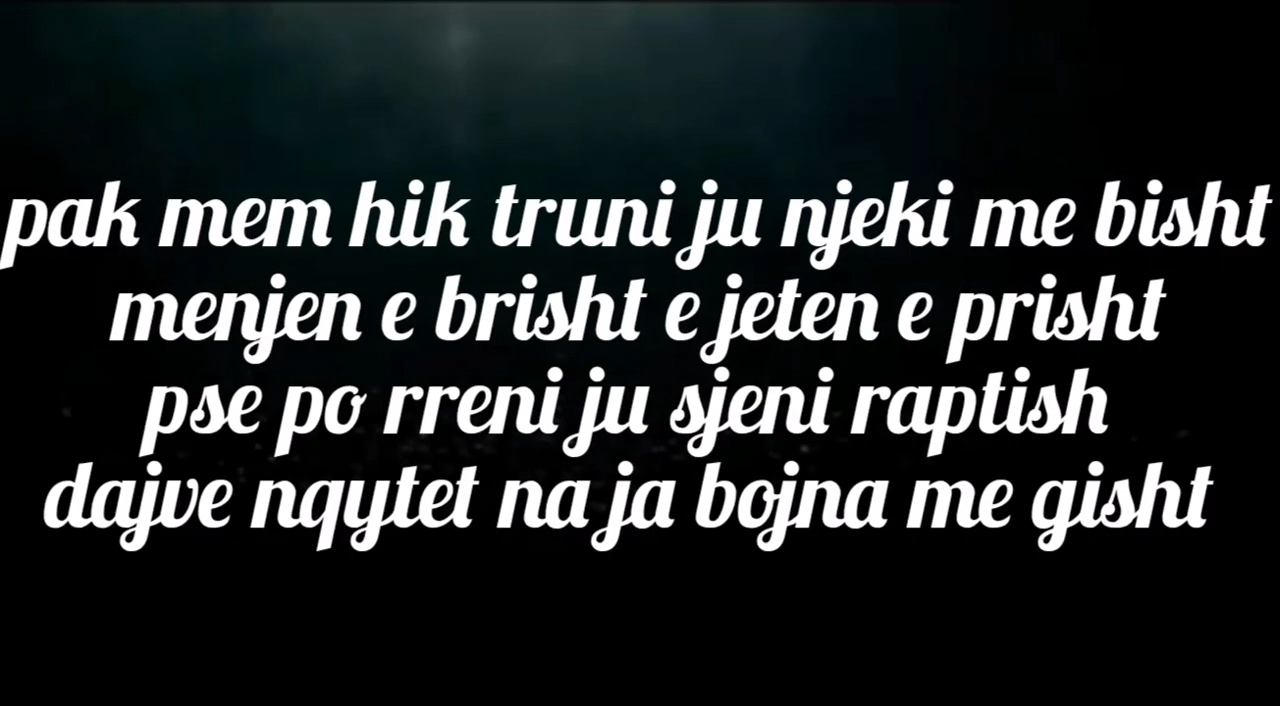 pak mem hik truni ju njeki me bisht
menjen e brisht e jeten e prisht
pse po rreni ju sjeni raptish
dajve nqytet na ja bojna me gisht